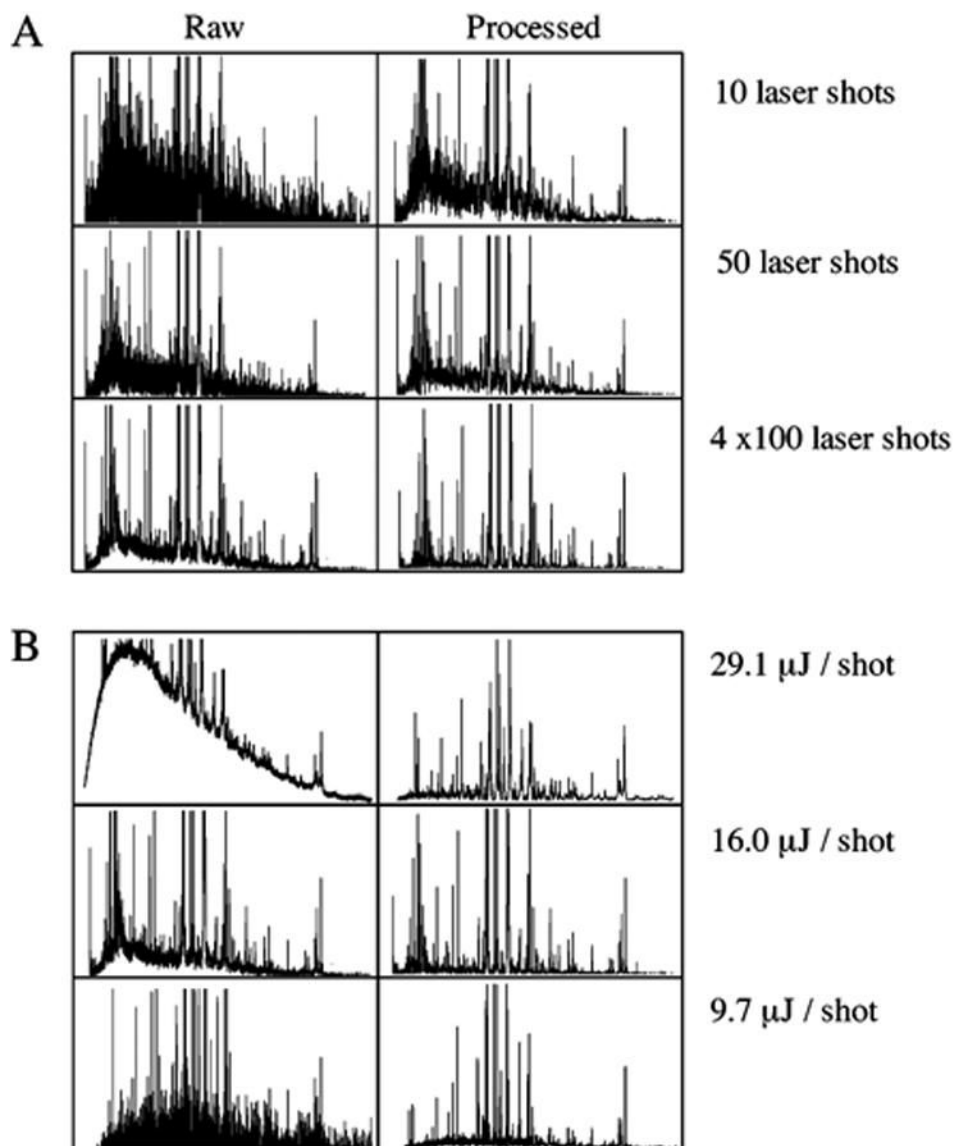 A
Raw
Processed
10 laser shots
50 laser shots
4 x100 laser shots
B
29.1 μJ / shot
16.0 μJ / shot
9.7 μJ / shot